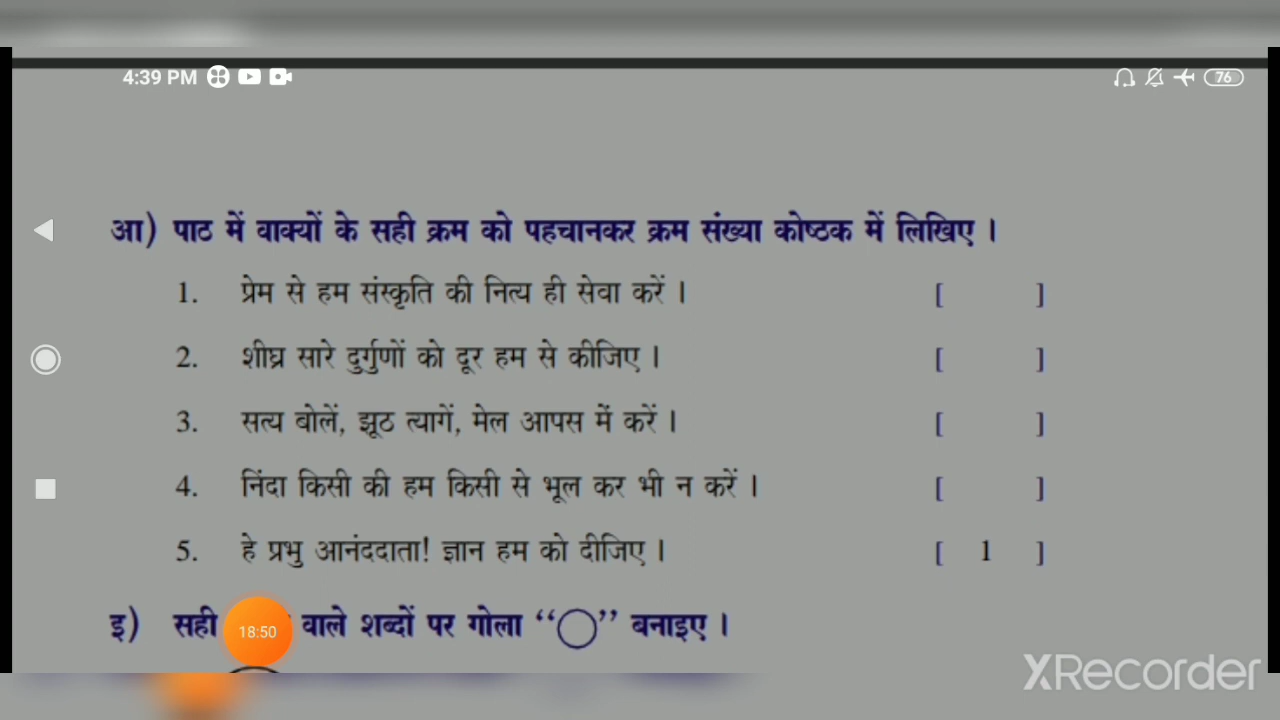 4:39 PM 76
आ) पाठ में वाक्यों के सही क्रम को पहचानकर क्रम संख्या कोष्ठक में लिखिए ।
1. प्रेम से हम संस्कृति की नित्य ही सेवा करें । [ ]
2. शीघ्र सारे दुर्गुणों को दूर हम से कीजिए । [ ]
3. सत्य बोलें, झूठ त्यागें, मेल आपस में करें । [ ]
4. निंदा किसी की हम किसी से भूल कर भी न करें । [ ]
5. हे प्रभु आनंददाता! ज्ञान हम को दीजिए । [ 1 ]
इ) सही वाले शब्दों पर गोला “◯” बनाइए ।
18:50
XRecorder